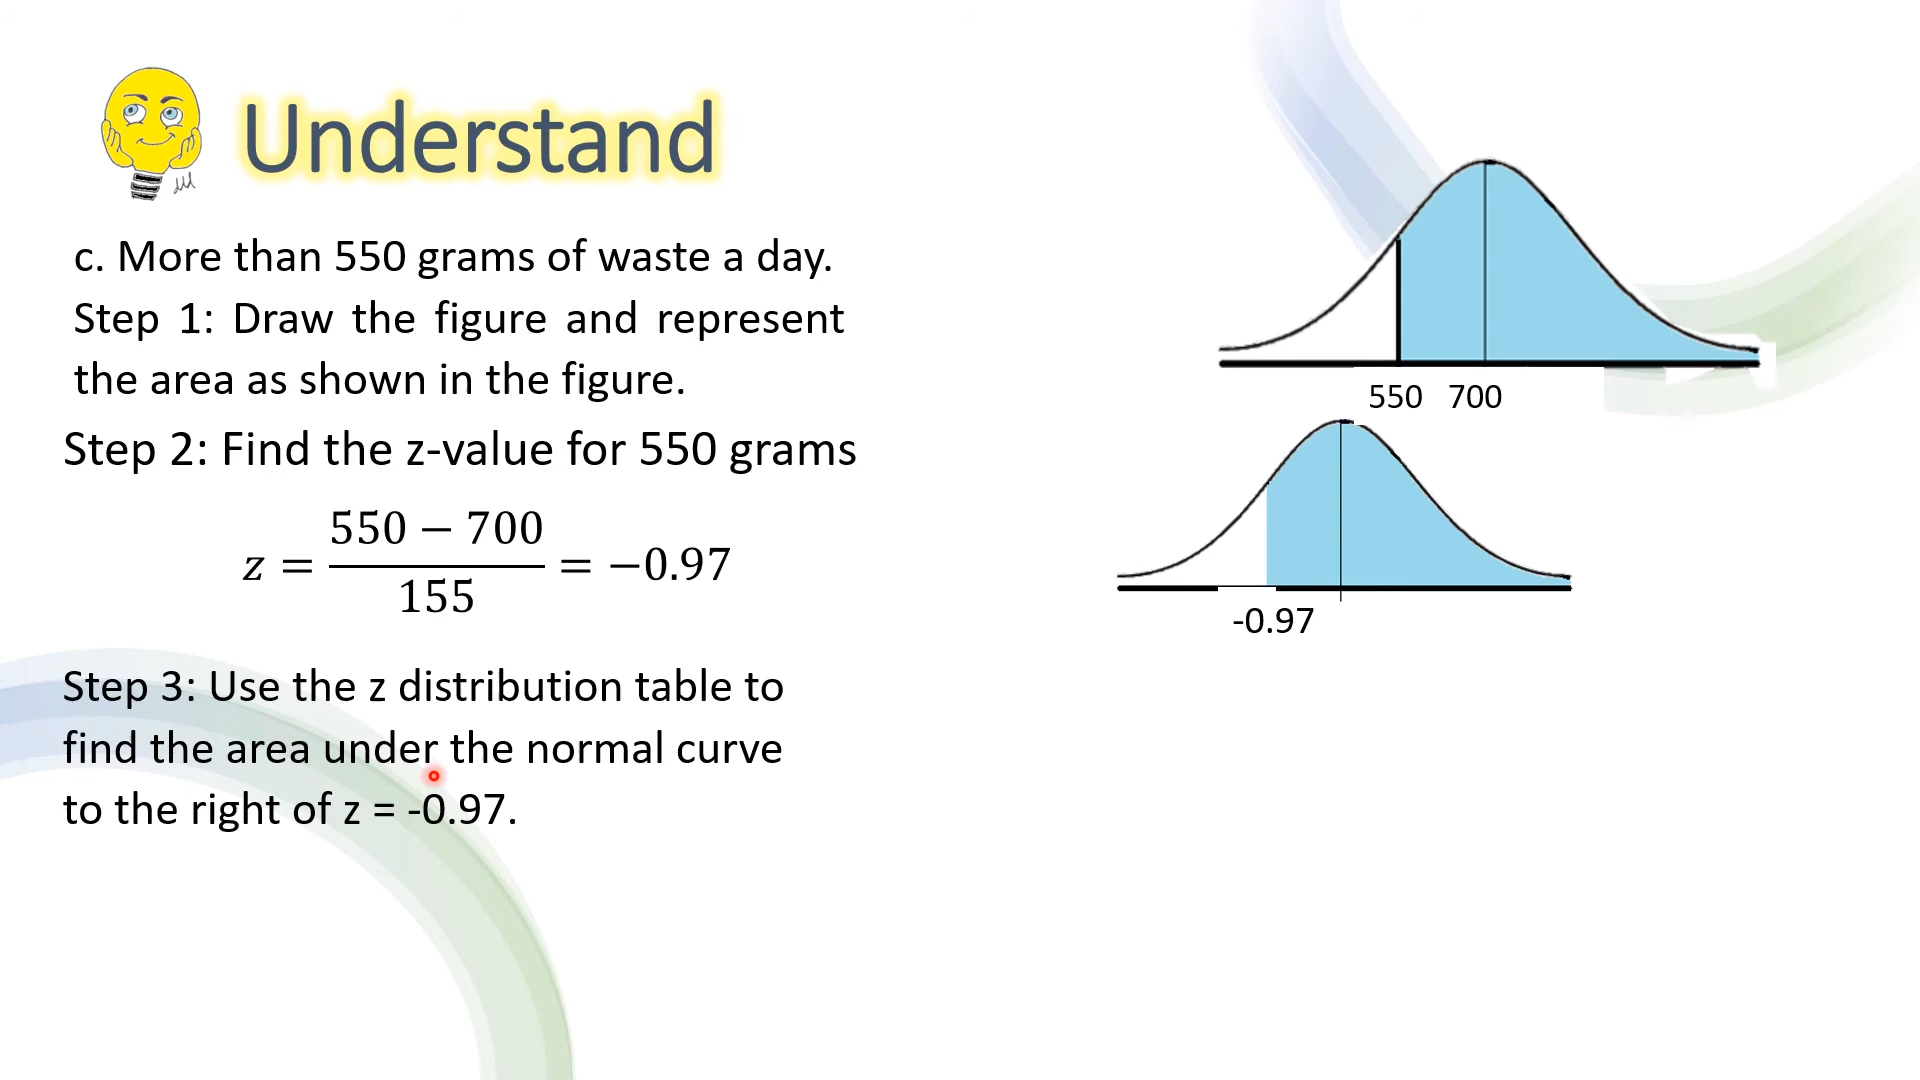 Understand
c. More than 550 grams of waste a day.
Step 1: Draw the figure and represent
the area as shown in the figure.
Step 2: Find the z-value for 550 grams
z = (550 − 700)/155 = −0.97
Step 3: Use the z distribution table to
find the area under the normal curve
to the right of z = -0.97.
550 700
-0.97